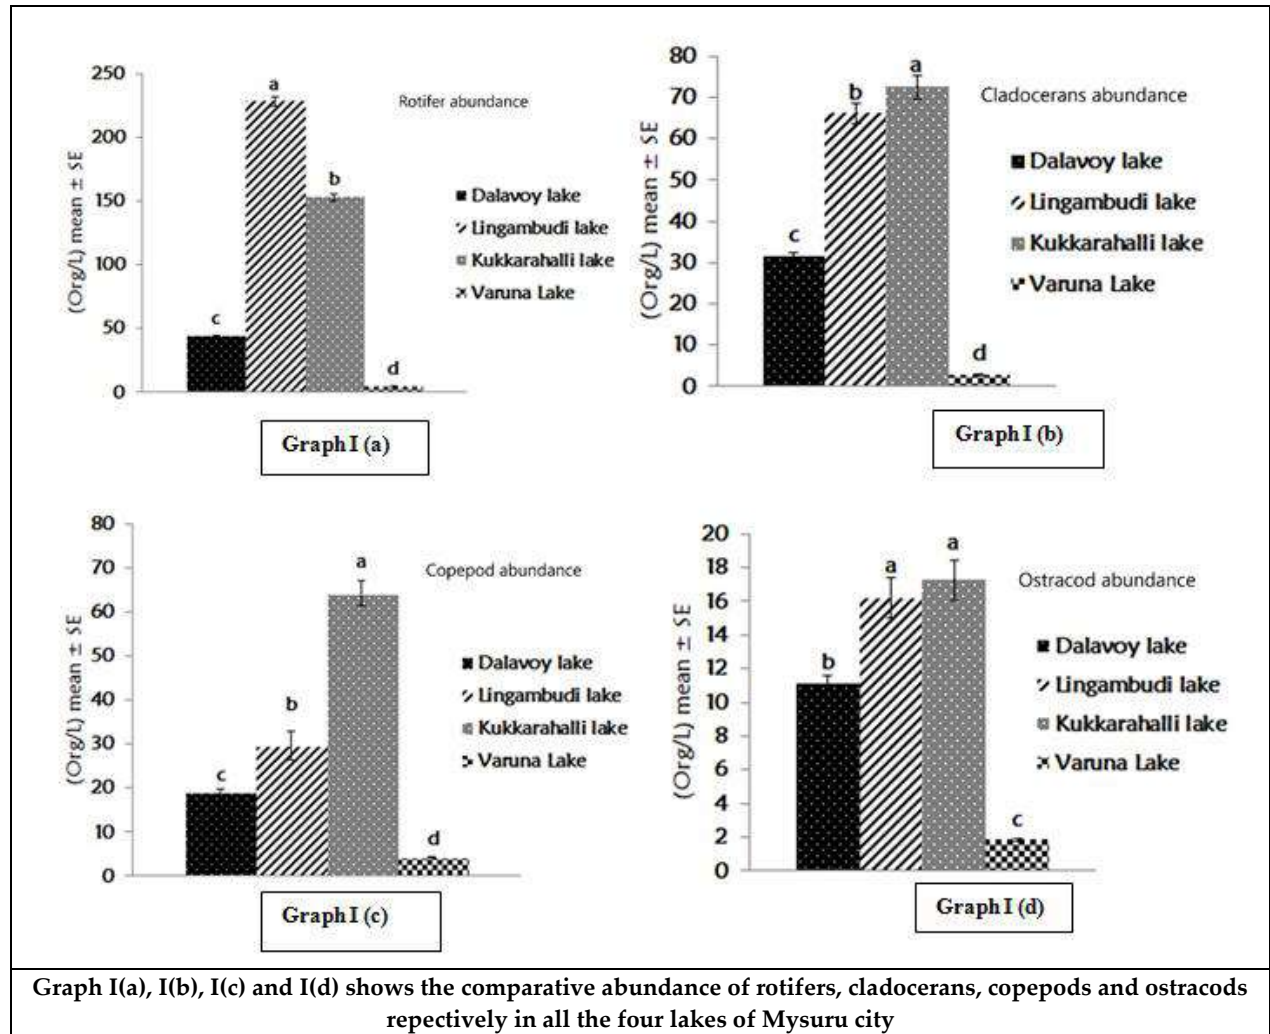 250
200
150
100
50
0
(Org/L) mean ± SE
Rotifer abundance
c
a
b
d
Dalavoy lake
Lingambudi lake
Kukkarahalli lake
Varuna Lake
Graph I (a)
80
70
60
50
40
30
20
10
0
(Org/L) mean ± SE
Cladocerans abundance
c
b
a
d
Dalavoy lake
Lingambudi lake
Kukkarahalli lake
Varuna Lake
Graph I (b)
80
70
60
50
40
30
20
10
0
(Org/L) mean ± SE
Copepod abundance
c
b
a
d
Dalavoy lake
Lingambudi lake
Kukkarahalli lake
Varuna Lake
Graph I (c)
20
18
16
14
12
10
8
6
4
2
0
(Org/L) mean ± SE
Ostracod abundance
b
a
a
c
Dalavoy lake
Lingambudi lake
Kukkarahalli lake
Varuna Lake
Graph I (d)
Graph I(a), I(b), I(c) and I(d) shows the comparative abundance of rotifers, cladocerans, copepods and ostracods
repectively in all the four lakes of Mysuru city